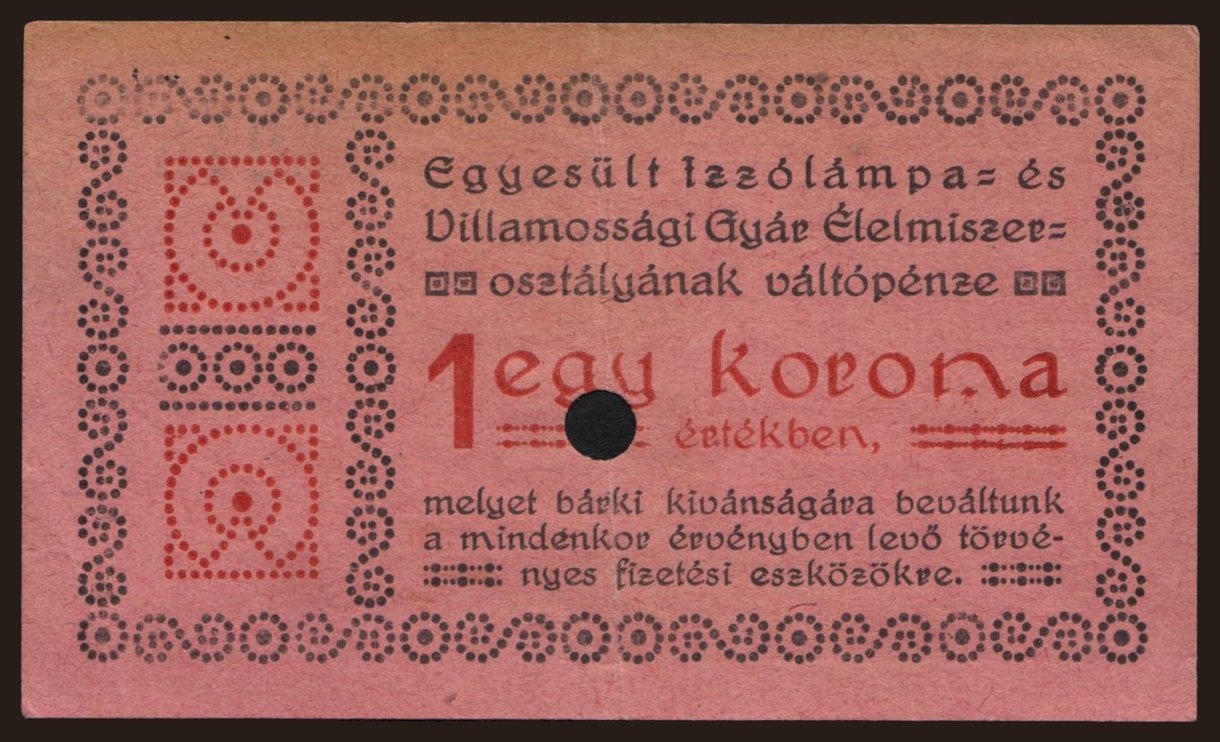 Egyesült Izzólámpa- és
Villamossági Gyár Élelmiszer-
osztályának váltópénze
1 egy korona
értékben,
melyet bárki kivánságára beváltunk
a mindenkor érvényben levő törvé-
nyes fizetési eszközökre.